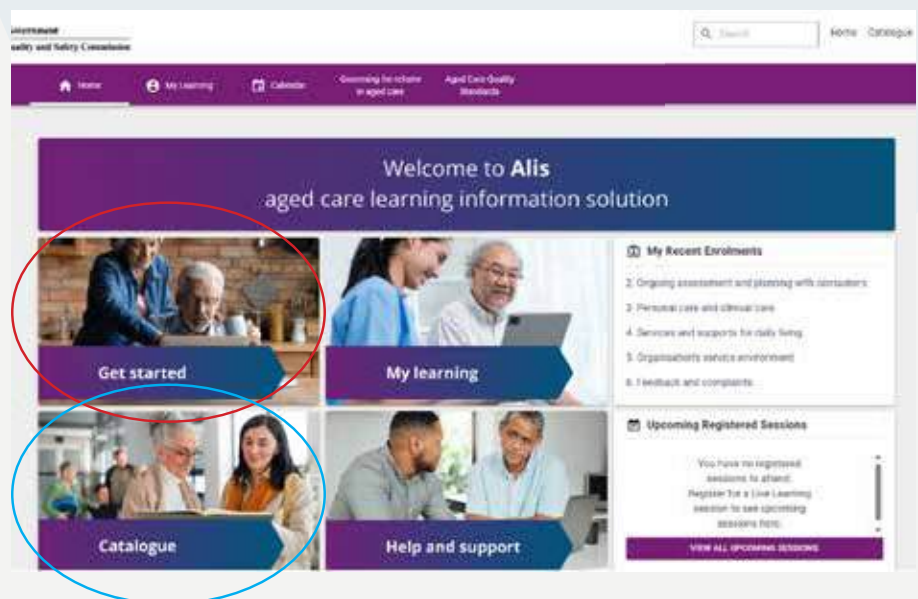 Government
Quality and Safety Commission
Search
Home Catalogue
Home
My Learning
Calendar
Governing for reform
in aged care
Aged Care Quality
Standards
Welcome to Alis
aged care learning information solution
Get started
My learning
My Recent Enrolments
2. Ongoing assessment and planning with consumers
3. Personal care and clinical care
4. Services and supports for daily living
5. Organisation's service environment
6. Feedback and complaints
Catalogue
Help and support
Upcoming Registered Sessions
You have no registered
sessions to attend.
Register for a Live Learning
session to see upcoming
sessions here.
VIEW ALL UPCOMING SESSIONS